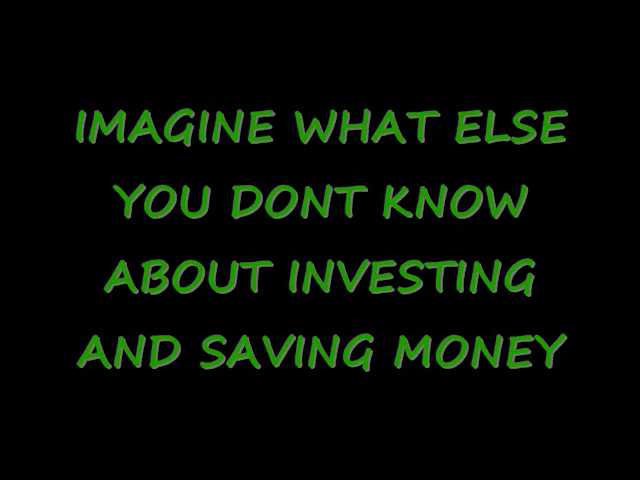 IMAGINE WHAT ELSE
YOU DONT KNOW
ABOUT INVESTING
AND SAVING MONEY